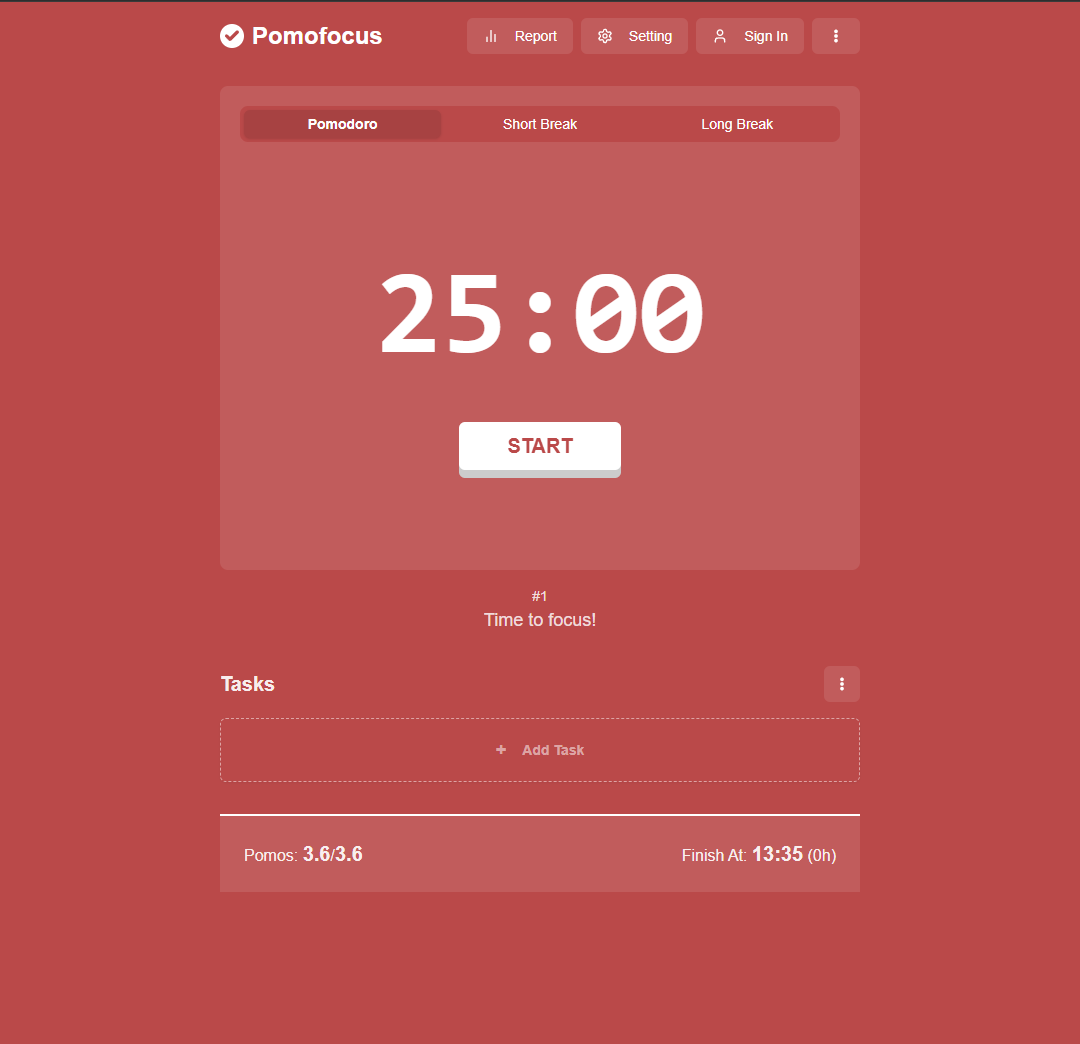 Pomofocus
Report
Setting
Sign In
Pomodoro
Short Break
Long Break
25:00
START
#1
Time to focus!
Tasks
+ Add Task
Pomos: 3.6/3.6
Finish At: 13:35 (0h)